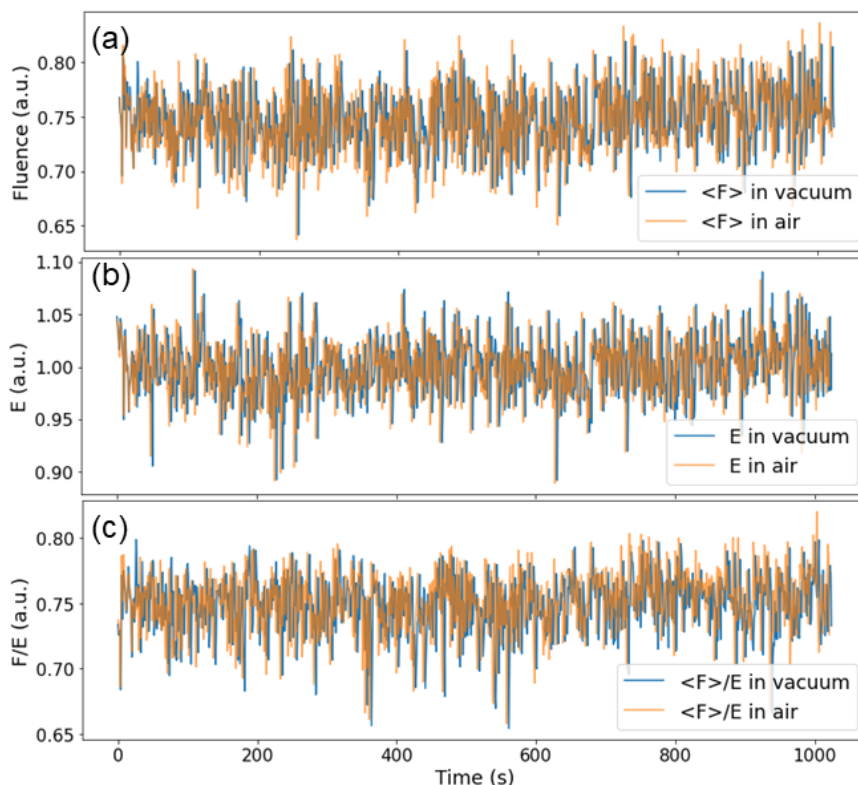 (a)
0.80
0.75
0.70
0.65
Fluence (a.u.)
<F> in vacuum
<F> in air
(b)
1.10
1.05
1.00
0.95
0.90
E (a.u.)
E in vacuum
E in air
(c)
0.80
0.75
0.70
0.65
F/E (a.u.)
<F>/E in vacuum
<F>/E in air
0 200 400 600 800 1000
Time (s)